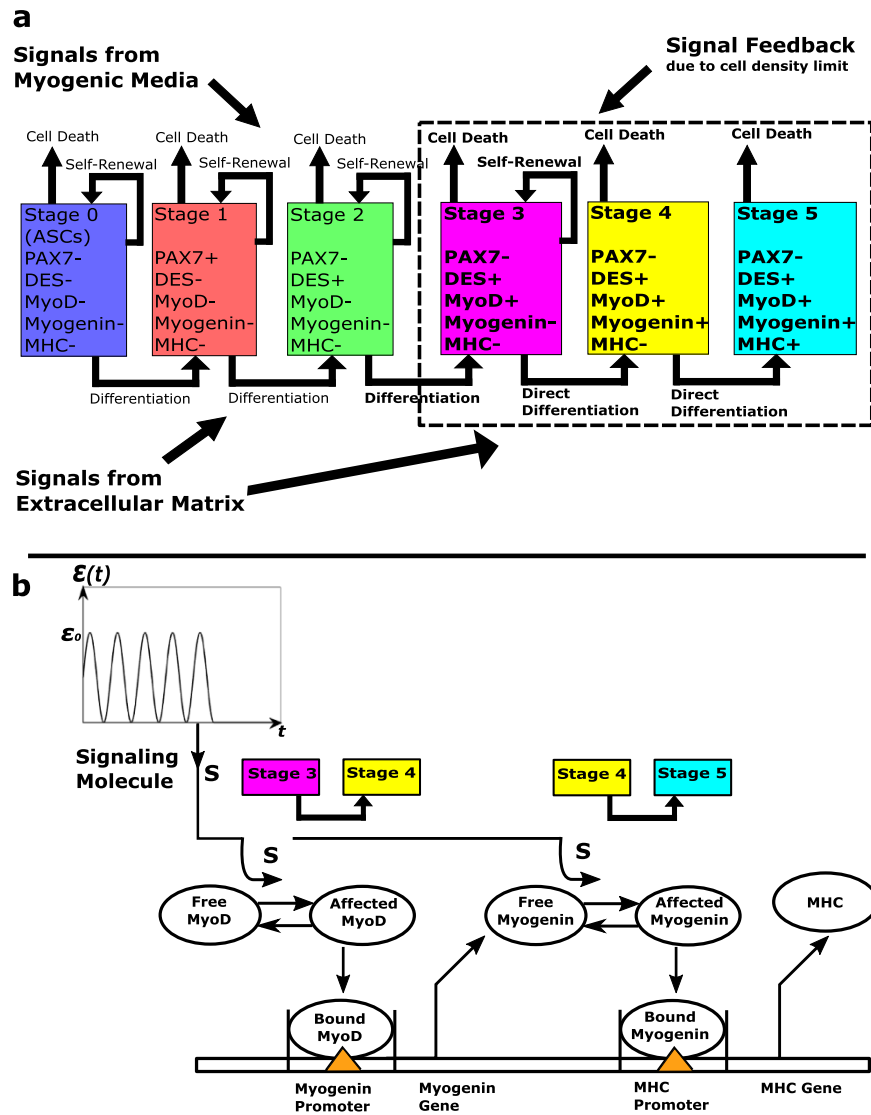 a
Signals from
Myogenic Media
Signal Feedback
due to cell density limit
Cell Death
Self-Renewal
Cell Death
Self-Renewal
Cell Death
Self-Renewal
Cell Death
Self-Renewal
Cell Death
Cell Death
Stage 0
(ASCs)
PAX7-
DES-
MyoD-
Myogenin-
MHC-
Stage 1
PAX7+
DES-
MyoD-
Myogenin-
MHC-
Stage 2
PAX7-
DES+
MyoD-
Myogenin-
MHC-
Stage 3
PAX7-
DES+
MyoD+
Myogenin-
MHC-
Stage 4
PAX7-
DES+
MyoD+
Myogenin+
MHC-
Stage 5
PAX7-
DES+
MyoD+
Myogenin+
MHC+
Differentiation
Differentiation
Differentiation
Direct
Differentiation
Direct
Differentiation
Signals from
Extracellular Matrix
b
ε(t)
ε₀
t
Signaling
Molecule
S
Stage 3
Stage 4
Stage 4
Stage 5
S
S
Free
MyoD
Affected
MyoD
Free
Myogenin
Affected
Myogenin
MHC
Bound
MyoD
Bound
Myogenin
Myogenin
Promoter
Myogenin
Gene
MHC
Promoter
MHC Gene